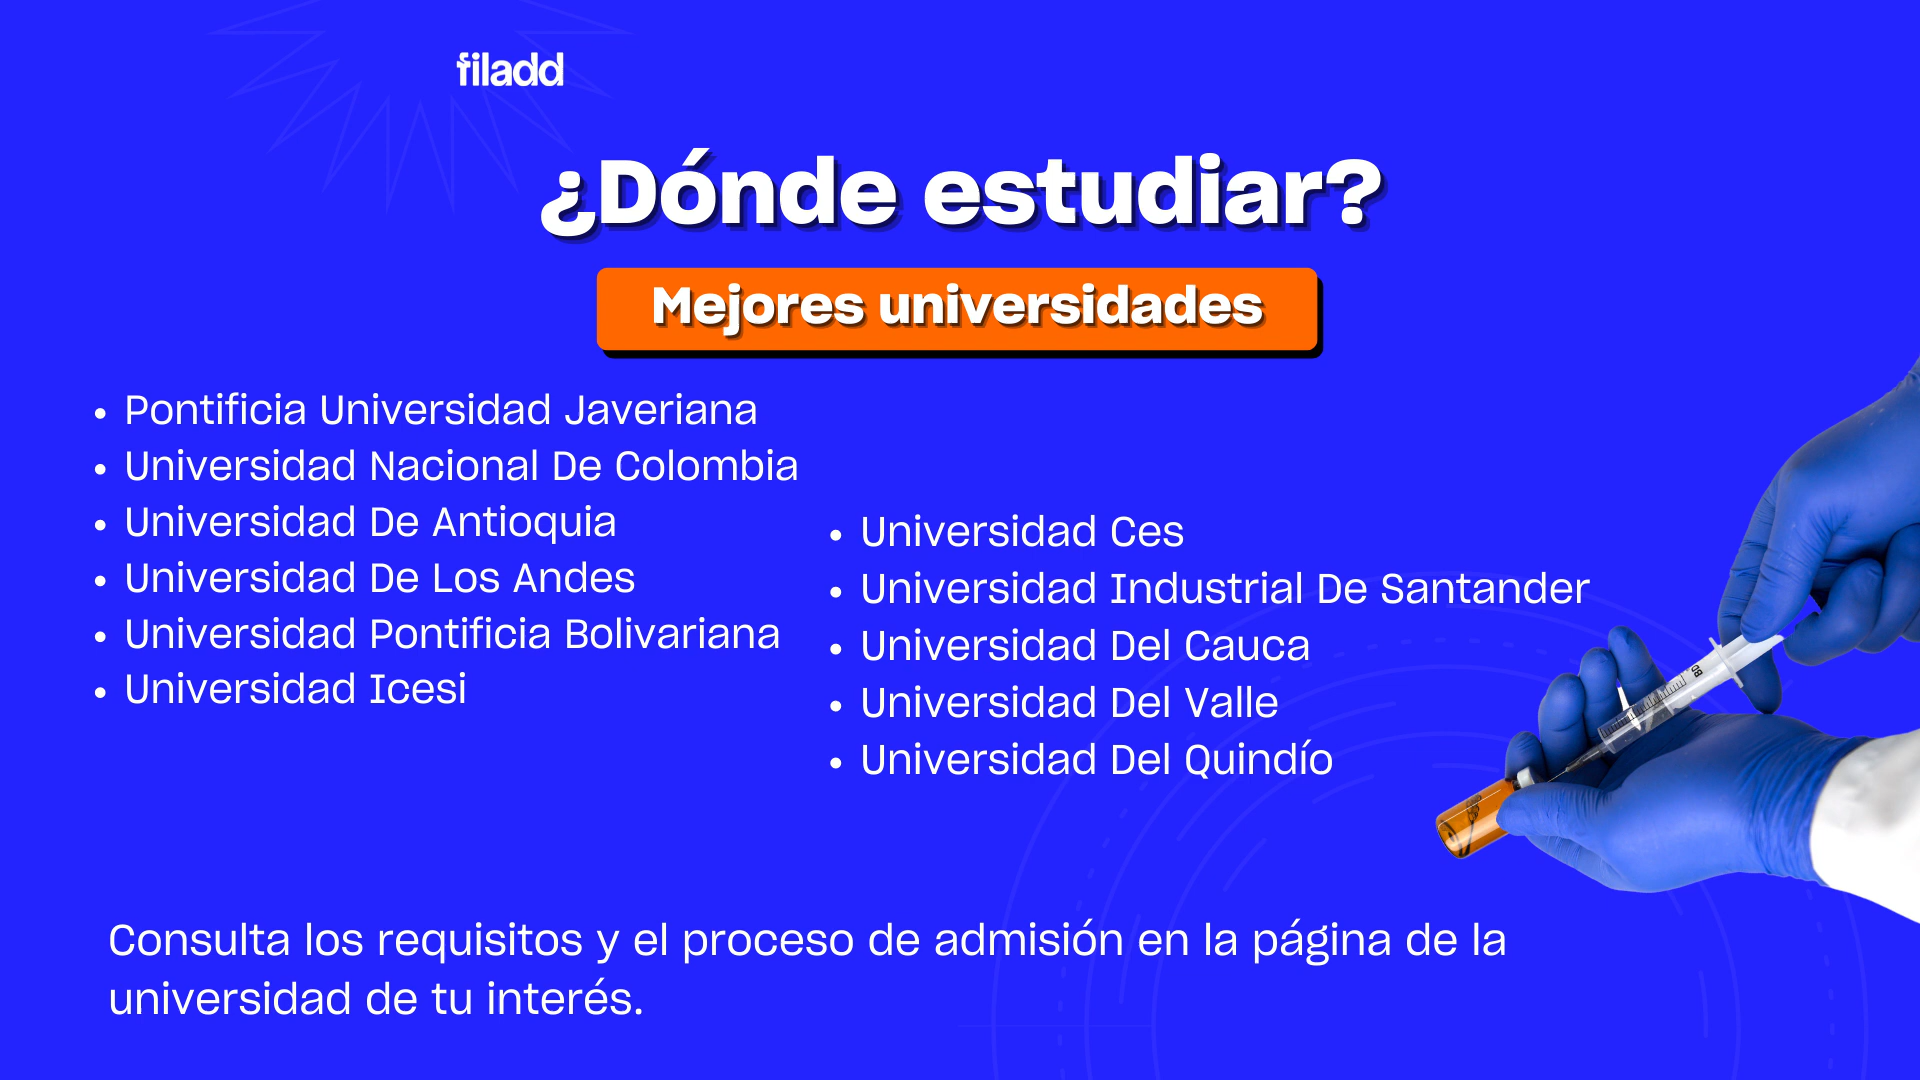 filadd
¿Dónde estudiar?
Mejores universidades
Pontificia Universidad Javeriana
Universidad Nacional De Colombia
Universidad De Antioquia
Universidad De Los Andes
Universidad Pontificia Bolivariana
Universidad Icesi
Universidad Ces
Universidad Industrial De Santander
Universidad Del Cauca
Universidad Del Valle
Universidad Del Quindío
BD
Consulta los requisitos y el proceso de admisión en la página de la
universidad de tu interés.